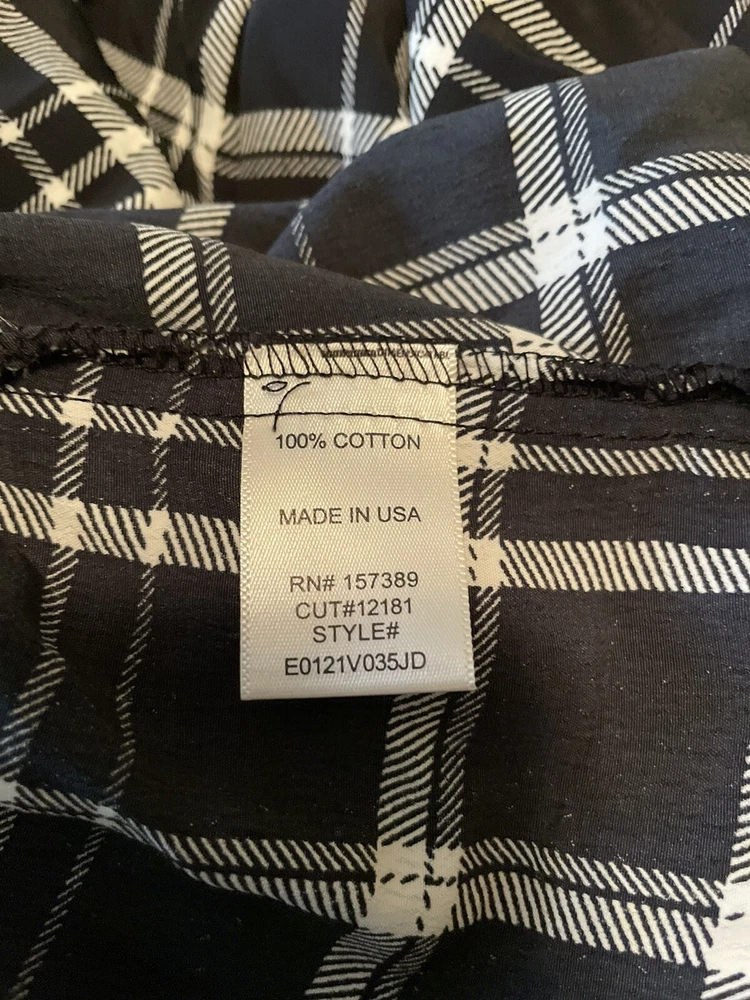 100% COTTON
MADE IN USA
RN# 157389
CUT#12181
STYLE#
E0121V035JD